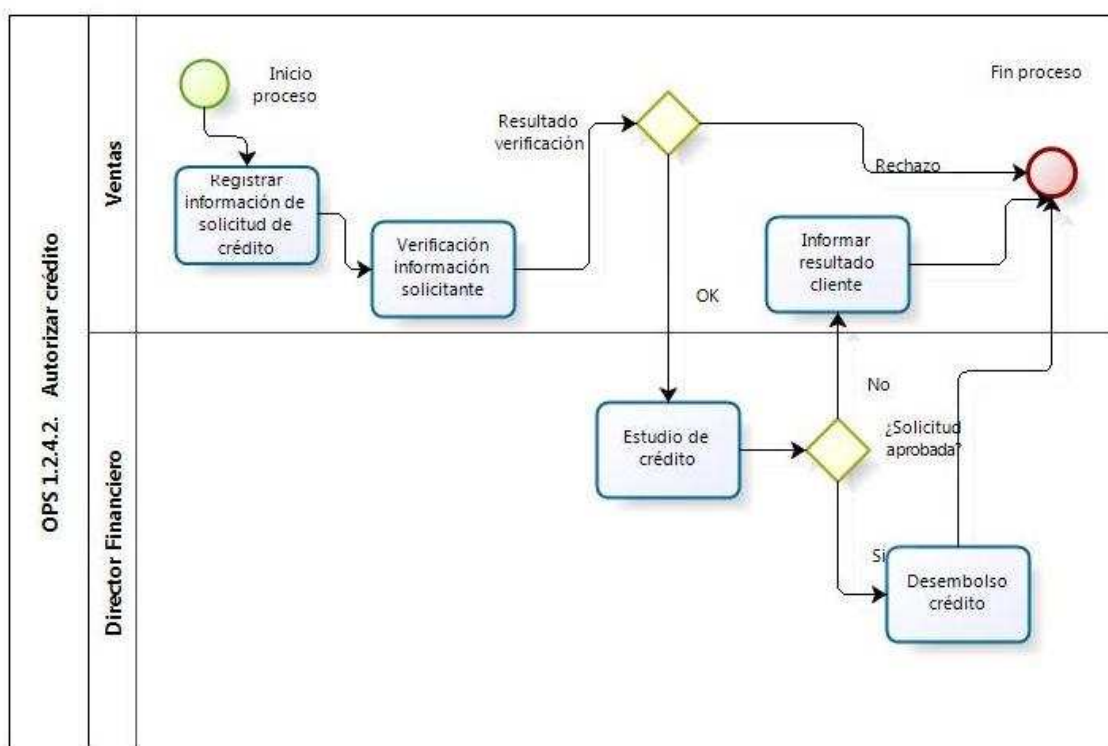 OPS 1.2.4.2. Autorizar crédito
Ventas
Inicio
proceso
Registrar
información de
solicitud de
crédito
Verificación
información
solicitante
Resultado
verificación
Rechazo
Fin proceso
OK
Informar
resultado
cliente
Director Financiero
Estudio de
crédito
¿Solicitud
aprobada?
No
Si
Desembolso
crédito